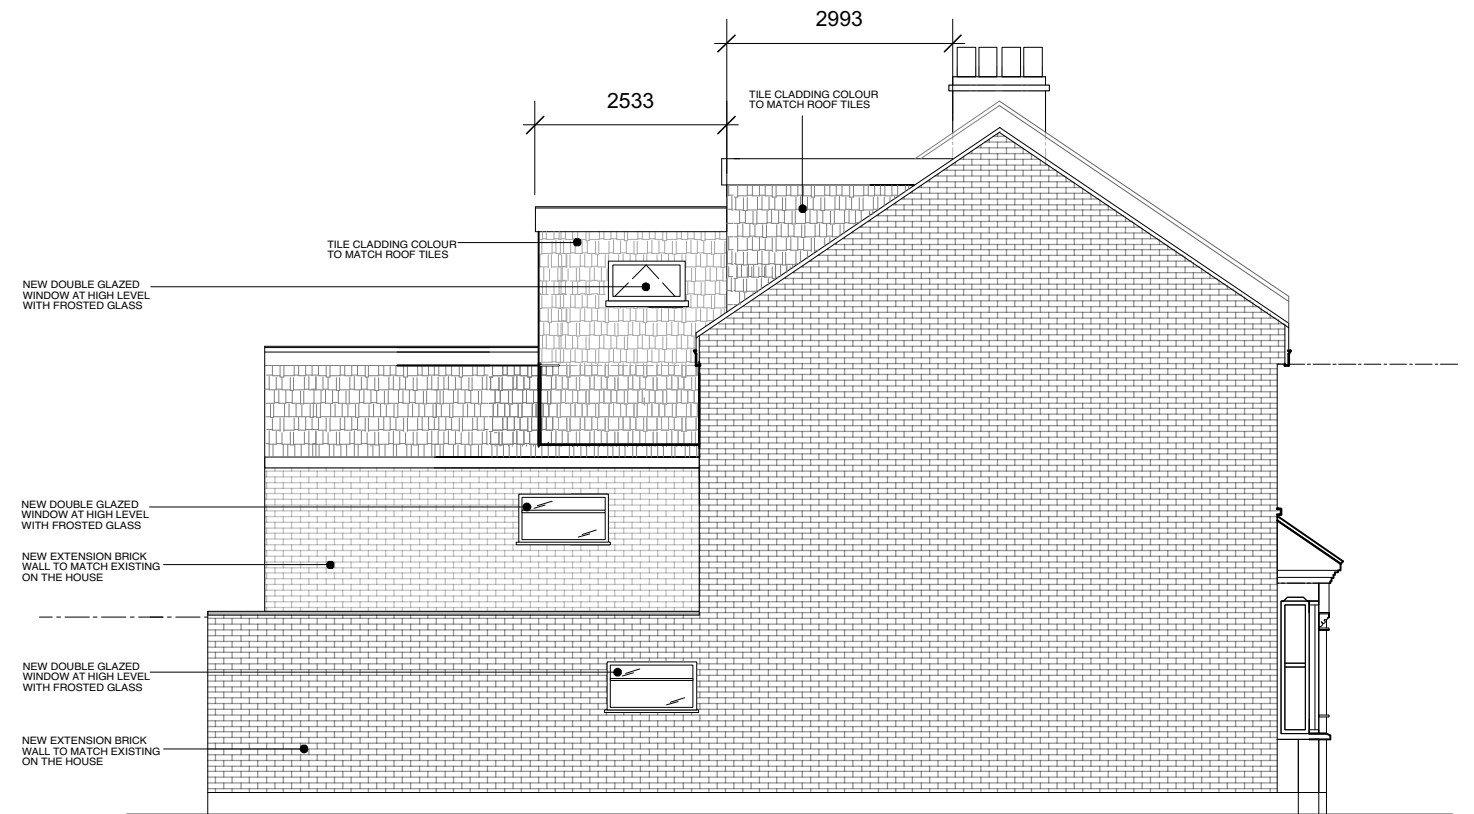 2993
2533
TILE CLADDING COLOUR
TO MATCH ROOF TILES
TILE CLADDING COLOUR
TO MATCH ROOF TILES
NEW DOUBLE GLAZED
WINDOW AT HIGH LEVEL
WITH FROSTED GLASS
NEW DOUBLE GLAZED
WINDOW AT HIGH LEVEL
WITH FROSTED GLASS
NEW EXTENSION BRICK
WALL TO MATCH EXISTING
ON THE HOUSE
NEW DOUBLE GLAZED
WINDOW AT HIGH LEVEL
WITH FROSTED GLASS
NEW EXTENSION BRICK
WALL TO MATCH EXISTING
ON THE HOUSE